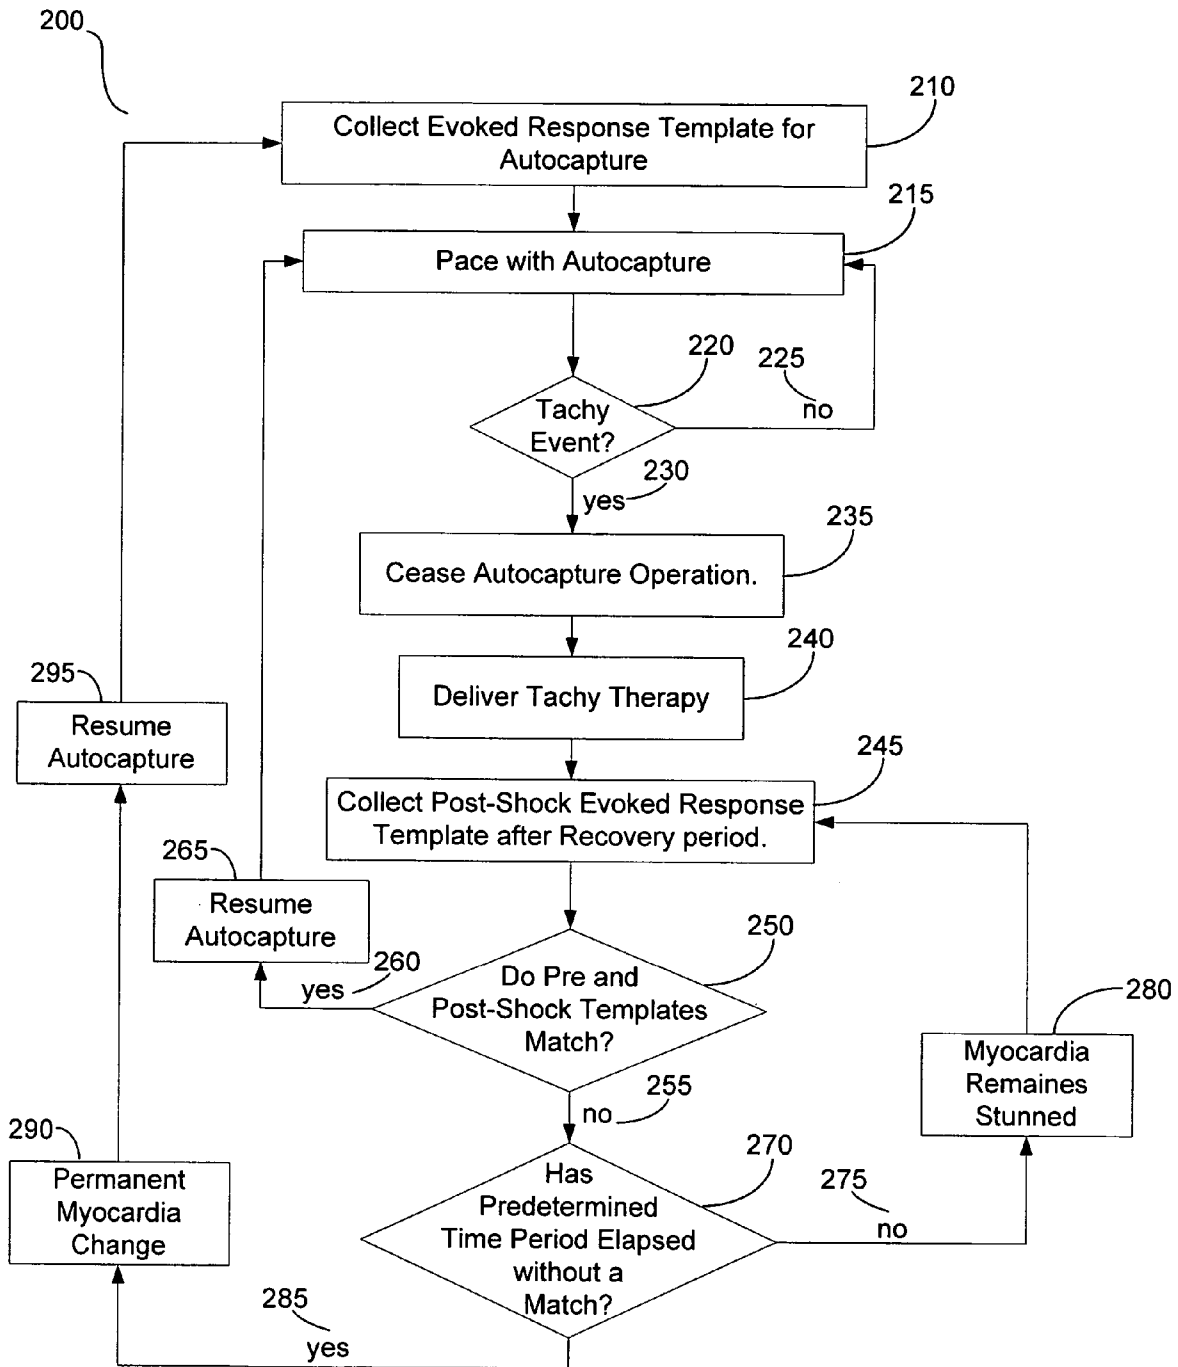 200
210
Collect Evoked Response Template for
Autocapture
215
Pace with Autocapture
220
225
no
Tachy
Event?
230
yes
235
Cease Autocapture Operation.
240
Deliver Tachy Therapy
295
Resume
Autocapture
245
Collect Post-Shock Evoked Response
Template after Recovery period.
265
Resume
Autocapture
250
260
yes
Do Pre and
Post-Shock Templates
Match?
280
Myocardia
Remaines
Stunned
255
no
290
Permanent
Myocardia
Change
270
Has
Predetermined
Time Period Elapsed
without a
Match?
275
no
285
yes